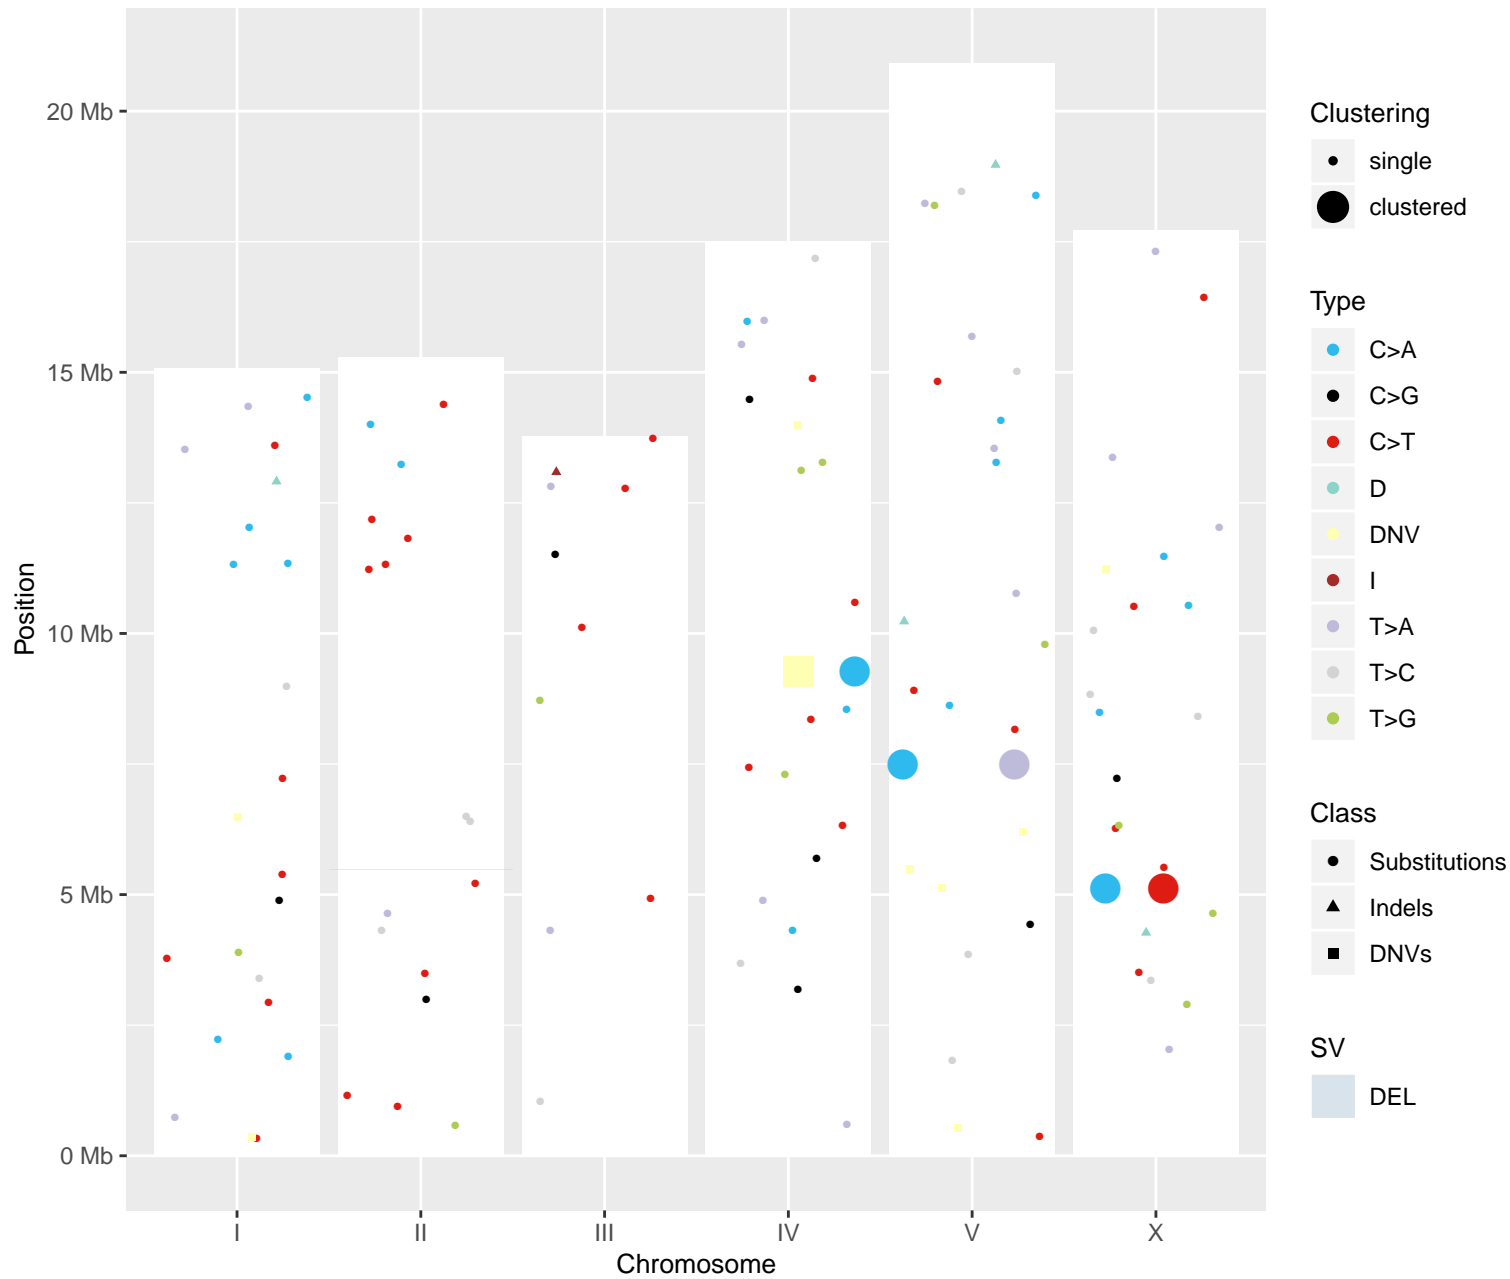 20 Mb
15 Mb
10 Mb
5 Mb
0 Mb
Position
I
II
III
IV
V
X
Chromosome
Clustering
single
clustered
Type
C>A
C>G
C>T
D
DNV
I
T>A
T>C
T>G
Class
Substitutions
Indels
DNVs
SV
DEL